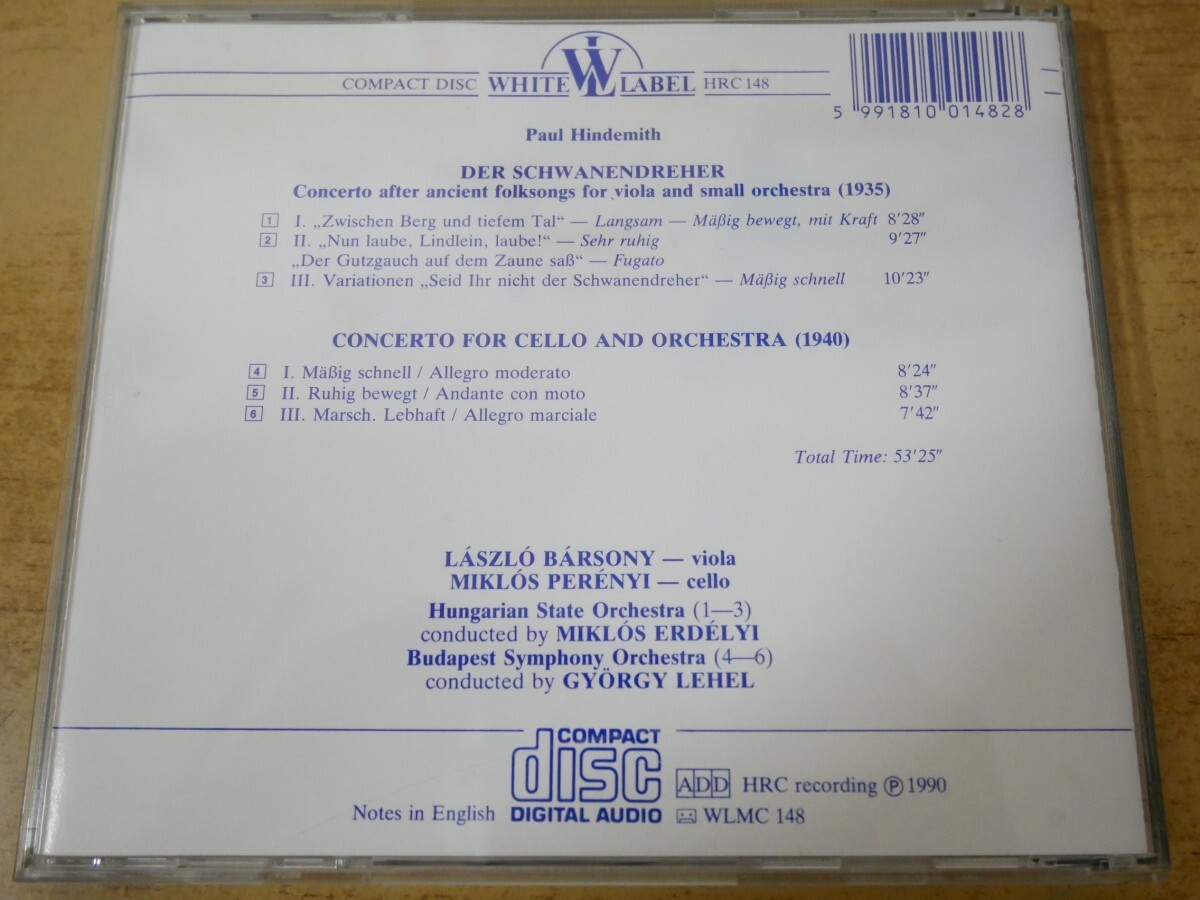 COMPACT DISC WHITE WL LABEL HRC 148
5 991810 014828
Paul Hindemith
DER SCHWANENDREHER
Concerto after ancient folksongs for viola and small orchestra (1935)
1 I. „Zwischen Berg und tiefem Tal“ — Langsam — Mäßig bewegt, mit Kraft 8′28″
2 II. „Nun laube, Lindlein, laube!“ — Sehr ruhig 9′27″
„Der Gutzgauch auf dem Zaune saß“ — Fugato
3 III. Variationen „Seid Ihr nicht der Schwanendreher“ — Mäßig schnell 10′23″
CONCERTO FOR CELLO AND ORCHESTRA (1940)
4 I. Mäßig schnell / Allegro moderato 8′24″
5 II. Ruhig bewegt / Andante con moto 8′37″
6 III. Marsch. Lebhaft / Allegro marciale 7′42″
Total Time: 53′25″
LÁSZLÓ BÁRSONY — viola
MIKLÓS PERÉNYI — cello
Hungarian State Orchestra (1—3)
conducted by MIKLÓS ERDÉLYI
Budapest Symphony Orchestra (4—6)
conducted by GYÖRGY LEHEL
COMPACT
disc
DIGITAL AUDIO
ADD HRC recording ℗ 1990
Notes in English
WLMC 148